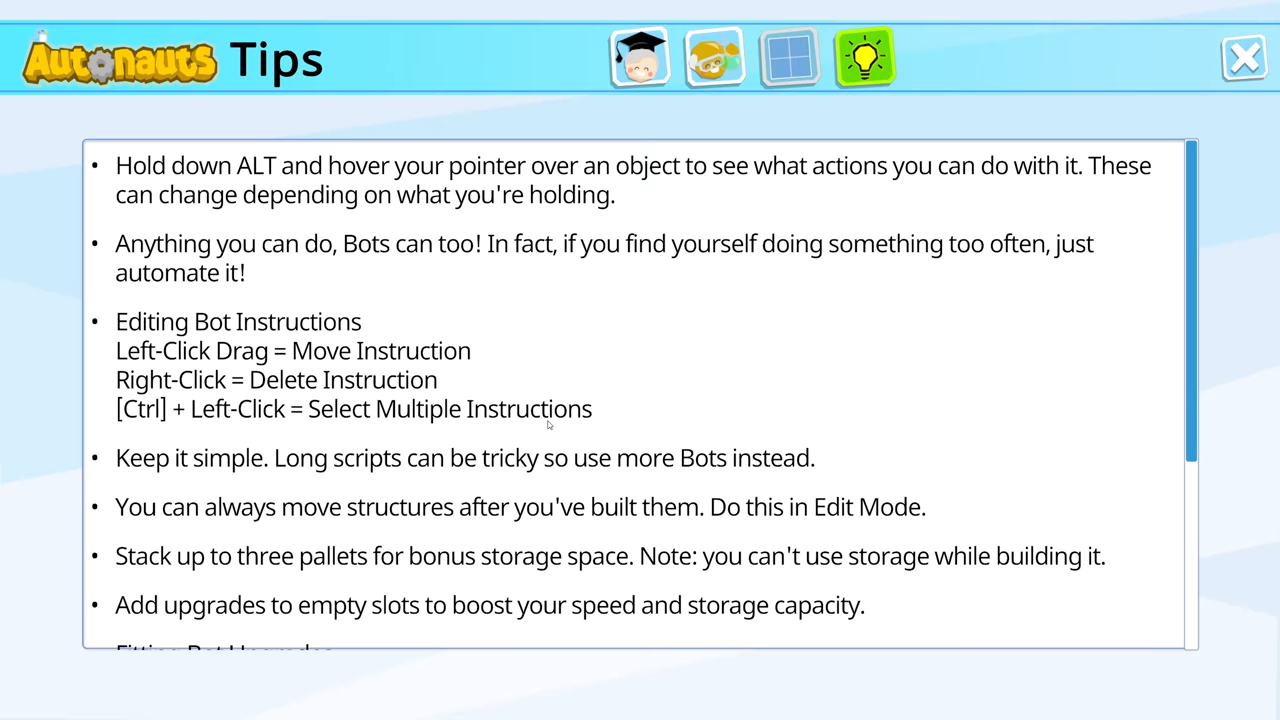 Autonauts Tips
• Hold down ALT and hover your pointer over an object to see what actions you can do with it. These
can change depending on what you're holding.
• Anything you can do, Bots can too! In fact, if you find yourself doing something too often, just
automate it!
• Editing Bot Instructions
Left-Click Drag = Move Instruction
Right-Click = Delete Instruction
[Ctrl] + Left-Click = Select Multiple Instructions
• Keep it simple. Long scripts can be tricky so use more Bots instead.
• You can always move structures after you've built them. Do this in Edit Mode.
• Stack up to three pallets for bonus storage space. Note: you can't use storage while building it.
• Add upgrades to empty slots to boost your speed and storage capacity.
Fitting Bot Upgrades